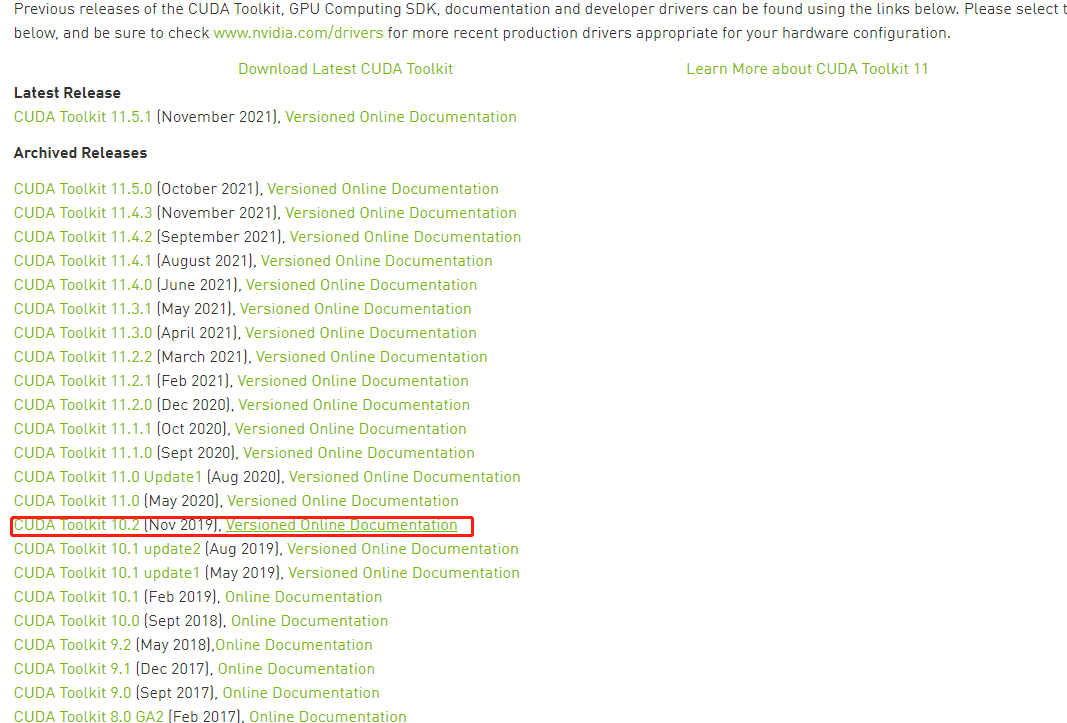 Previous releases of the CUDA Toolkit, GPU Computing SDK, documentation and developer drivers can be found using the links below. Please select t
below, and be sure to check www.nvidia.com/drivers for more recent production drivers appropriate for your hardware configuration.
Download Latest CUDA Toolkit Learn More about CUDA Toolkit 11
Latest Release
CUDA Toolkit 11.5.1 (November 2021), Versioned Online Documentation
Archived Releases
CUDA Toolkit 11.5.0 (October 2021), Versioned Online Documentation
CUDA Toolkit 11.4.3 (November 2021), Versioned Online Documentation
CUDA Toolkit 11.4.2 (September 2021), Versioned Online Documentation
CUDA Toolkit 11.4.1 (August 2021), Versioned Online Documentation
CUDA Toolkit 11.4.0 (June 2021), Versioned Online Documentation
CUDA Toolkit 11.3.1 (May 2021), Versioned Online Documentation
CUDA Toolkit 11.3.0 (April 2021), Versioned Online Documentation
CUDA Toolkit 11.2.2 (March 2021), Versioned Online Documentation
CUDA Toolkit 11.2.1 (Feb 2021), Versioned Online Documentation
CUDA Toolkit 11.2.0 (Dec 2020), Versioned Online Documentation
CUDA Toolkit 11.1.1 (Oct 2020), Versioned Online Documentation
CUDA Toolkit 11.1.0 (Sept 2020), Versioned Online Documentation
CUDA Toolkit 11.0 Update1 (Aug 2020), Versioned Online Documentation
CUDA Toolkit 11.0 (May 2020), Versioned Online Documentation
CUDA Toolkit 10.2 (Nov 2019), Versioned Online Documentation
CUDA Toolkit 10.1 update2 (Aug 2019), Versioned Online Documentation
CUDA Toolkit 10.1 update1 (May 2019), Versioned Online Documentation
CUDA Toolkit 10.1 (Feb 2019), Online Documentation
CUDA Toolkit 10.0 (Sept 2018), Online Documentation
CUDA Toolkit 9.2 (May 2018),Online Documentation
CUDA Toolkit 9.1 (Dec 2017), Online Documentation
CUDA Toolkit 9.0 (Sept 2017), Online Documentation
CUDA Toolkit 8.0 GA2 (Feb 2017), Online Documentation